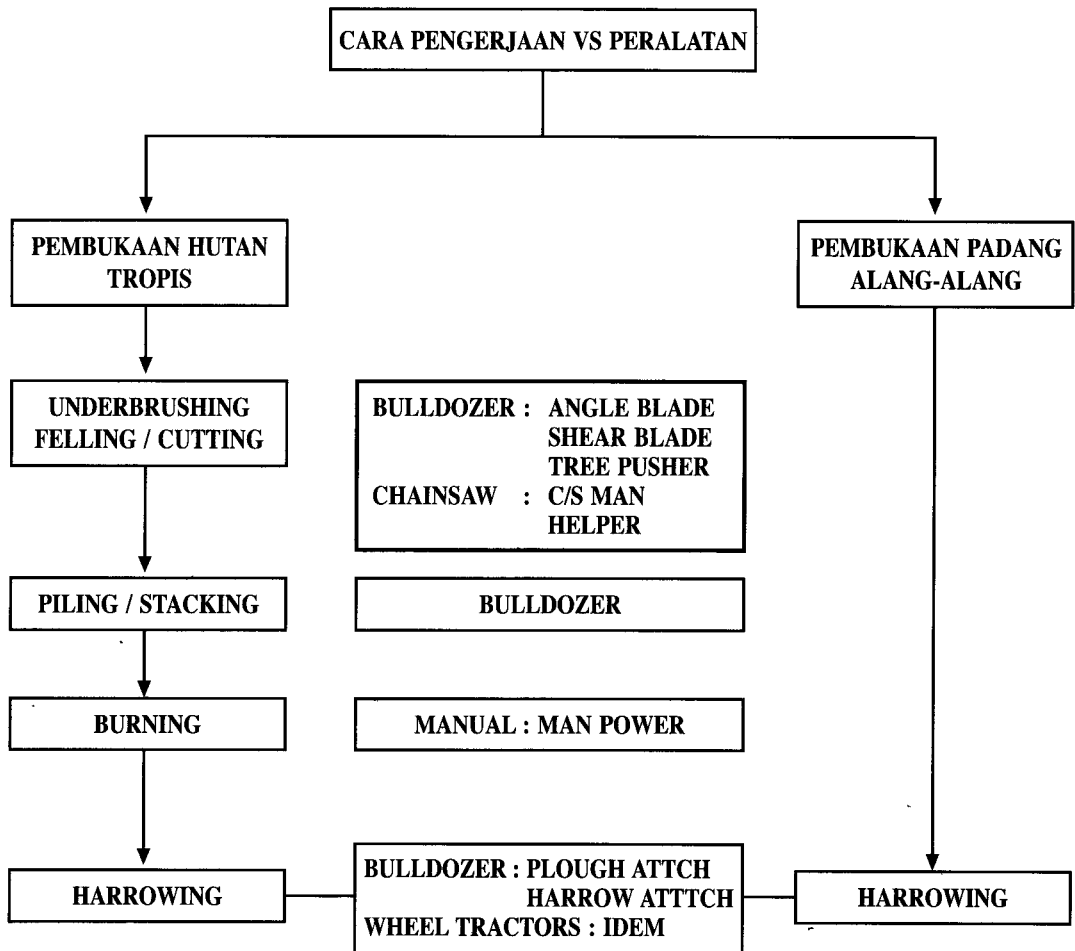 CARA PENGERJAAN VS PERALATAN
PEMBUKAAN HUTAN
TROPIS
PEMBUKAAN PADANG
ALANG-ALANG
UNDERBRUSHING
FELLING / CUTTING
BULLDOZER : ANGLE BLADE
SHEAR BLADE
TREE PUSHER
CHAINSAW : C/S MAN
HELPER
PILING / STACKING
BULLDOZER
BURNING
MANUAL : MAN POWER
HARROWING
BULLDOZER : PLOUGH ATTCH
HARROW ATTTCH
WHEEL TRACTORS : IDEM
HARROWING